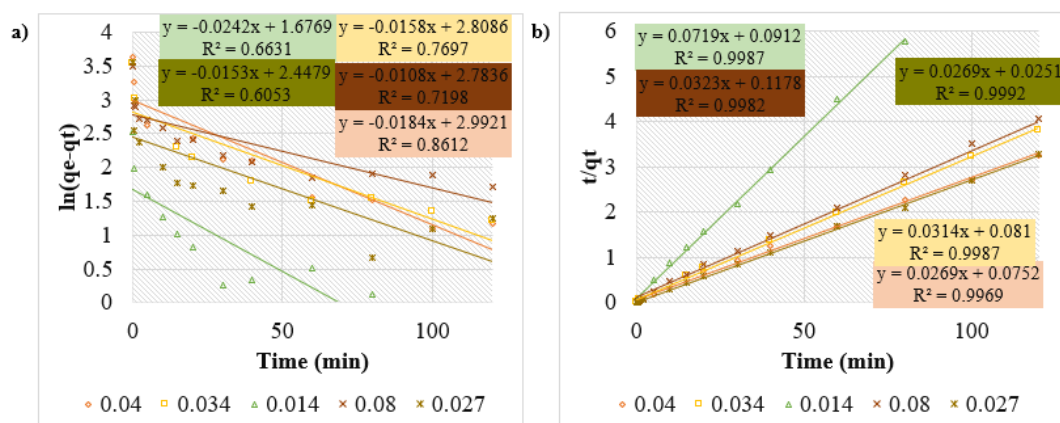 a)
ln(qe-qt)
4
3.5
3
2.5
2
1.5
1
0.5
0
y = -0.0242x + 1.6769
R² = 0.6631
y = -0.0158x + 2.8086
R² = 0.7697
y = -0.0153x + 2.4479
R² = 0.6053
y = -0.0108x + 2.7836
R² = 0.7198
y = -0.0184x + 2.9921
R² = 0.8612
0 50 100
Time (min)
0.04 0.034 0.014 0.08 0.027
b)
t/qt
6
5
4
3
2
1
0
y = 0.0719x + 0.0912
R² = 0.9987
y = 0.0323x + 0.1178
R² = 0.9982
y = 0.0269x + 0.0251
R² = 0.9992
y = 0.0314x + 0.081
R² = 0.9987
y = 0.0269x + 0.0752
R² = 0.9969
0 50 100
Time (min)
0.04 0.034 0.014 0.08 0.027